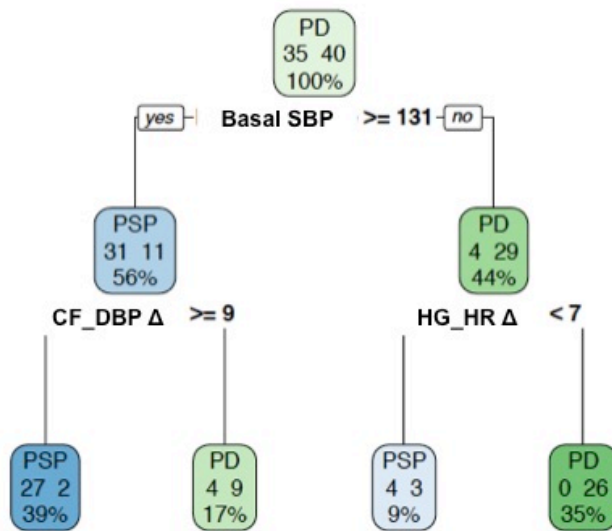 PD
35 40
100%
yes Basal SBP >= 131 no
PSP
31 11
56%
PD
4 29
44%
CF_DBP Δ >= 9
HG_HR Δ < 7
PSP
27 2
39%
PD
4 9
17%
PSP
4 3
9%
PD
0 26
35%